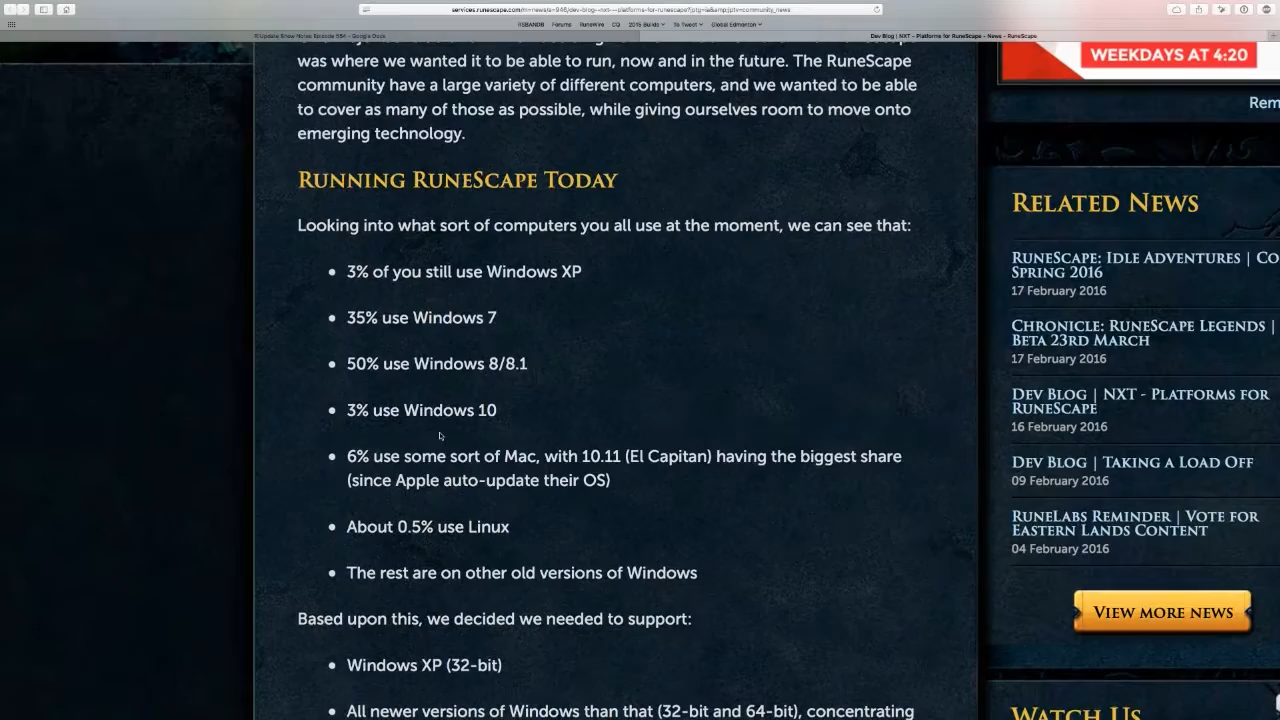 services.runescape.com/m=news/s=946/dev-blog--nxt---platforms-for-runescape?jptg=ia&amp;jptv=community_news
RSBANDB Forums RuneWire CQ 2015 Builds To Tweet Global Edmonton
Update Show Notes Episode 564 - Google Docs Dev Blog | NXT - Platforms for RuneScape - News - RuneScape
was where we wanted it to be able to run, now and in the future. The RuneScape
community have a large variety of different computers, and we wanted to be able
to cover as many of those as possible, while giving ourselves room to move onto
emerging technology.
RUNNING RUNESCAPE TODAY
Looking into what sort of computers you all use at the moment, we can see that:
• 3% of you still use Windows XP
• 35% use Windows 7
• 50% use Windows 8/8.1
• 3% use Windows 10
• 6% use some sort of Mac, with 10.11 (El Capitan) having the biggest share
(since Apple auto-update their OS)
• About 0.5% use Linux
• The rest are on other old versions of Windows
Based upon this, we decided we needed to support:
• Windows XP (32-bit)
• All newer versions of Windows than that (32-bit and 64-bit), concentrating
WEEKDAYS AT 4:20
Rem
RELATED NEWS
RUNESCAPE: IDLE ADVENTURES | CO
SPRING 2016
17 February 2016
CHRONICLE: RUNESCAPE LEGENDS |
BETA 23RD MARCH
17 February 2016
DEV BLOG | NXT - PLATFORMS FOR
RUNESCAPE
16 February 2016
DEV BLOG | TAKING A LOAD OFF
09 February 2016
RUNELABS REMINDER | VOTE FOR
EASTERN LANDS CONTENT
04 February 2016
VIEW MORE NEWS
WATCH US